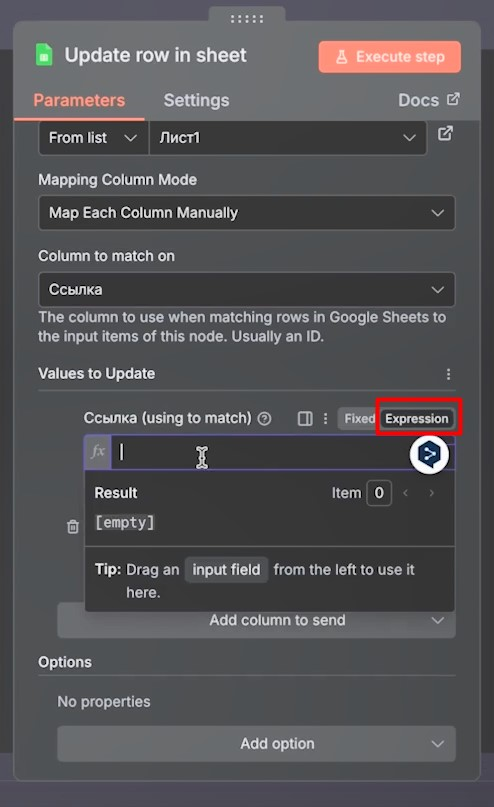 Update row in sheet
Execute step
Parameters
Settings
Docs
From list
Лист1
Mapping Column Mode
Map Each Column Manually
Column to match on
Ссылка
The column to use when matching rows in Google Sheets to
the input items of this node. Usually an ID.
Values to Update
Ссылка (using to match)
Fixed
Expression
fx
Result
Item 0
[empty]
Tip: Drag an input field from the left to use it
here.
Add column to send
Options
No properties
Add option